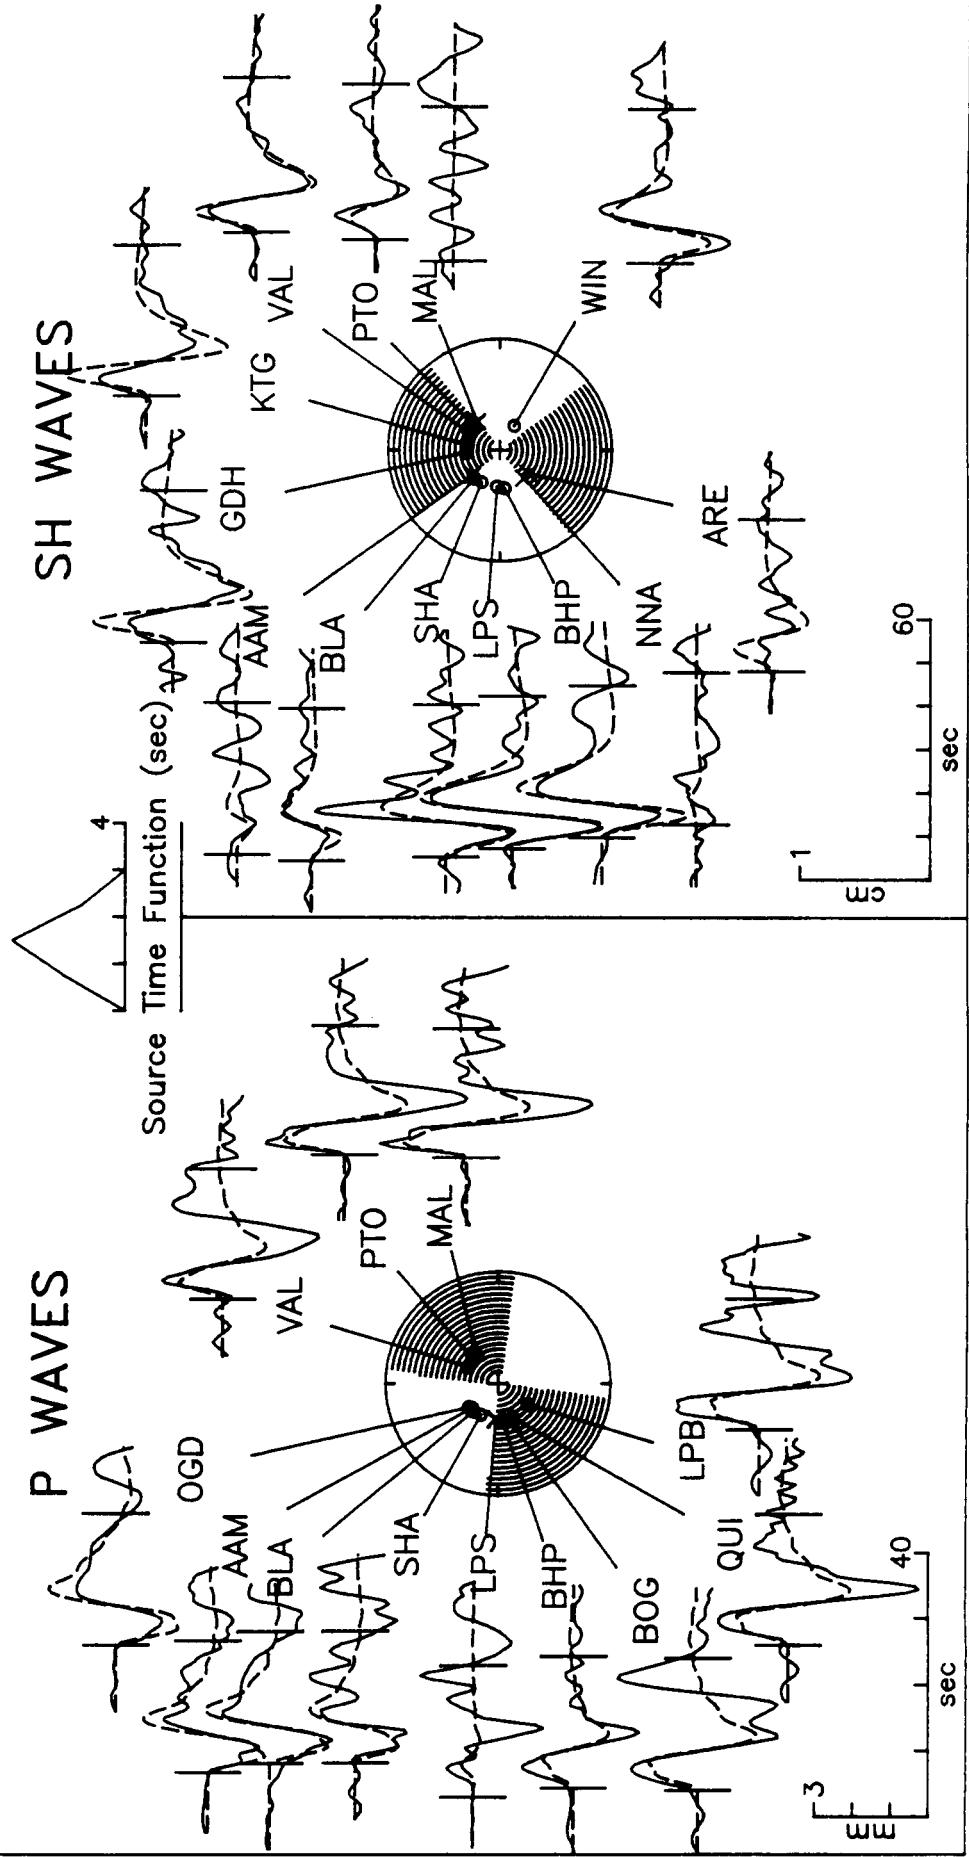 P WAVES
SH WAVES
Source Time Function (sec)
4
OGD
AAM
BLA
SHA
LPS
BHP
BOG
QUI
LPB
VAL
PTO
MAL
3
mm
40
sec
GDH
KTG
VAL
PTO
MAL
WIN
AAM
BLA
SHA
LPS
BHP
NNA
ARE
1
cm
60
sec